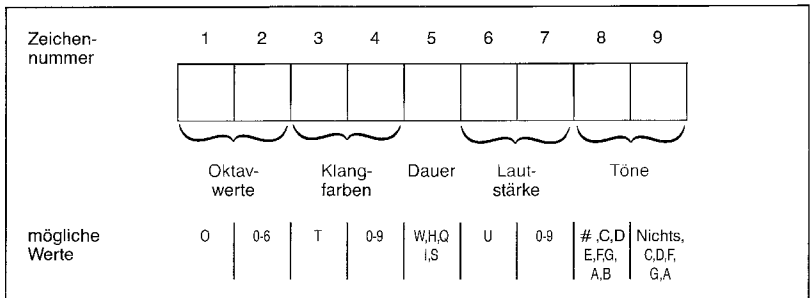 Zeichen- 1 2 3 4 5 6 7 8 9
nummer
Oktav- Klang- Dauer Laut- Töne
werte farben stärke
mögliche O 0-6 T 0-9 W,H,Q U 0-9 #,C,D Nichts,
Werte I,S E,F,G, C,D,F,
A,B G,A